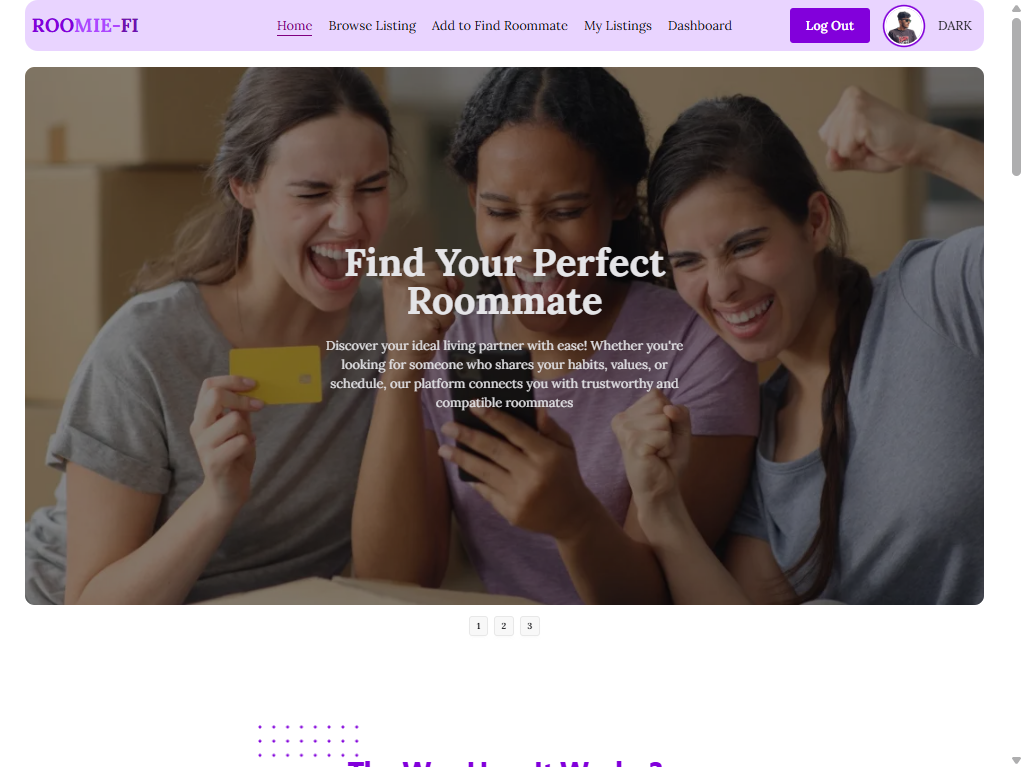 ROOMIE-FI
Home Browse Listing Add to Find Roommate My Listings Dashboard Log Out DARK
Find Your Perfect
Roommate
Discover your ideal living partner with ease! Whether you're
looking for someone who shares your habits, values, or
schedule, our platform connects you with trustworthy and
compatible roommates
1 2 3